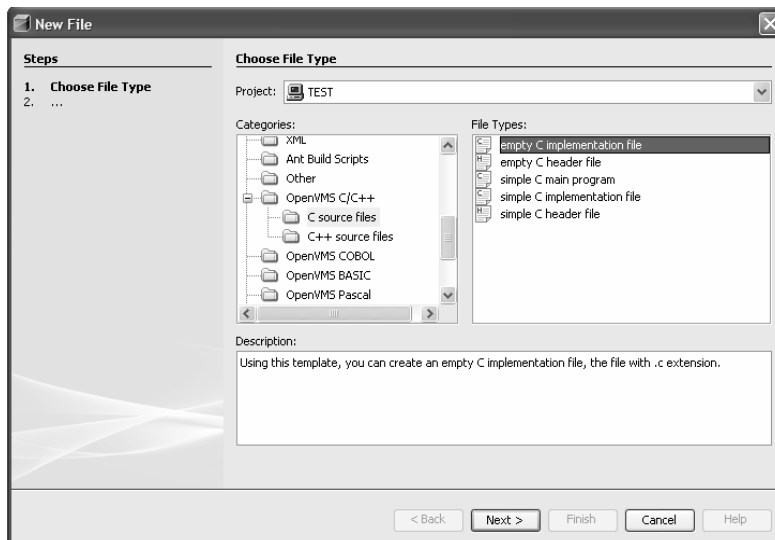 New File
Steps
1. Choose File Type
2. ...
Choose File Type
Project: TEST
Categories:
XML
Ant Build Scripts
Other
OpenVMS C/C++
C source files
C++ source files
OpenVMS COBOL
OpenVMS BASIC
OpenVMS Pascal
File Types:
empty C implementation file
empty C header file
simple C main program
simple C implementation file
simple C header file
Description:
Using this template, you can create an empty C implementation file, the file with .c extension.
< Back Next > Finish Cancel Help